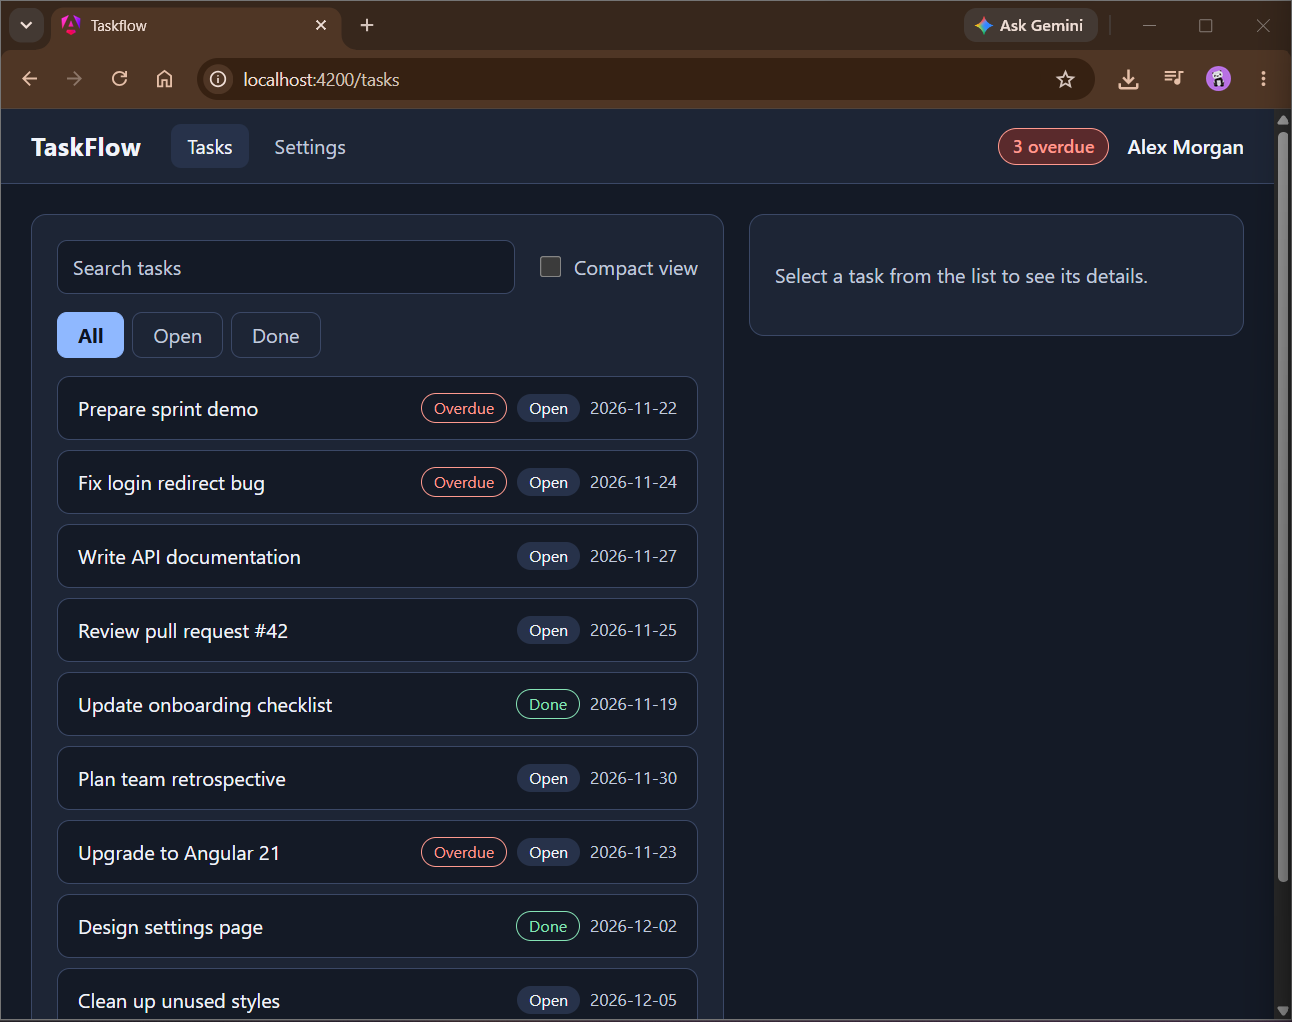 Taskflow
Ask Gemini
localhost:4200/tasks
TaskFlow Tasks Settings 3 overdue Alex Morgan
Search tasks Compact view
Select a task from the list to see its details.
All Open Done
Prepare sprint demo Overdue Open 2026-11-22
Fix login redirect bug Overdue Open 2026-11-24
Write API documentation Open 2026-11-27
Review pull request #42 Open 2026-11-25
Update onboarding checklist Done 2026-11-19
Plan team retrospective Open 2026-11-30
Upgrade to Angular 21 Overdue Open 2026-11-23
Design settings page Done 2026-12-02
Clean up unused styles Open 2026-12-05